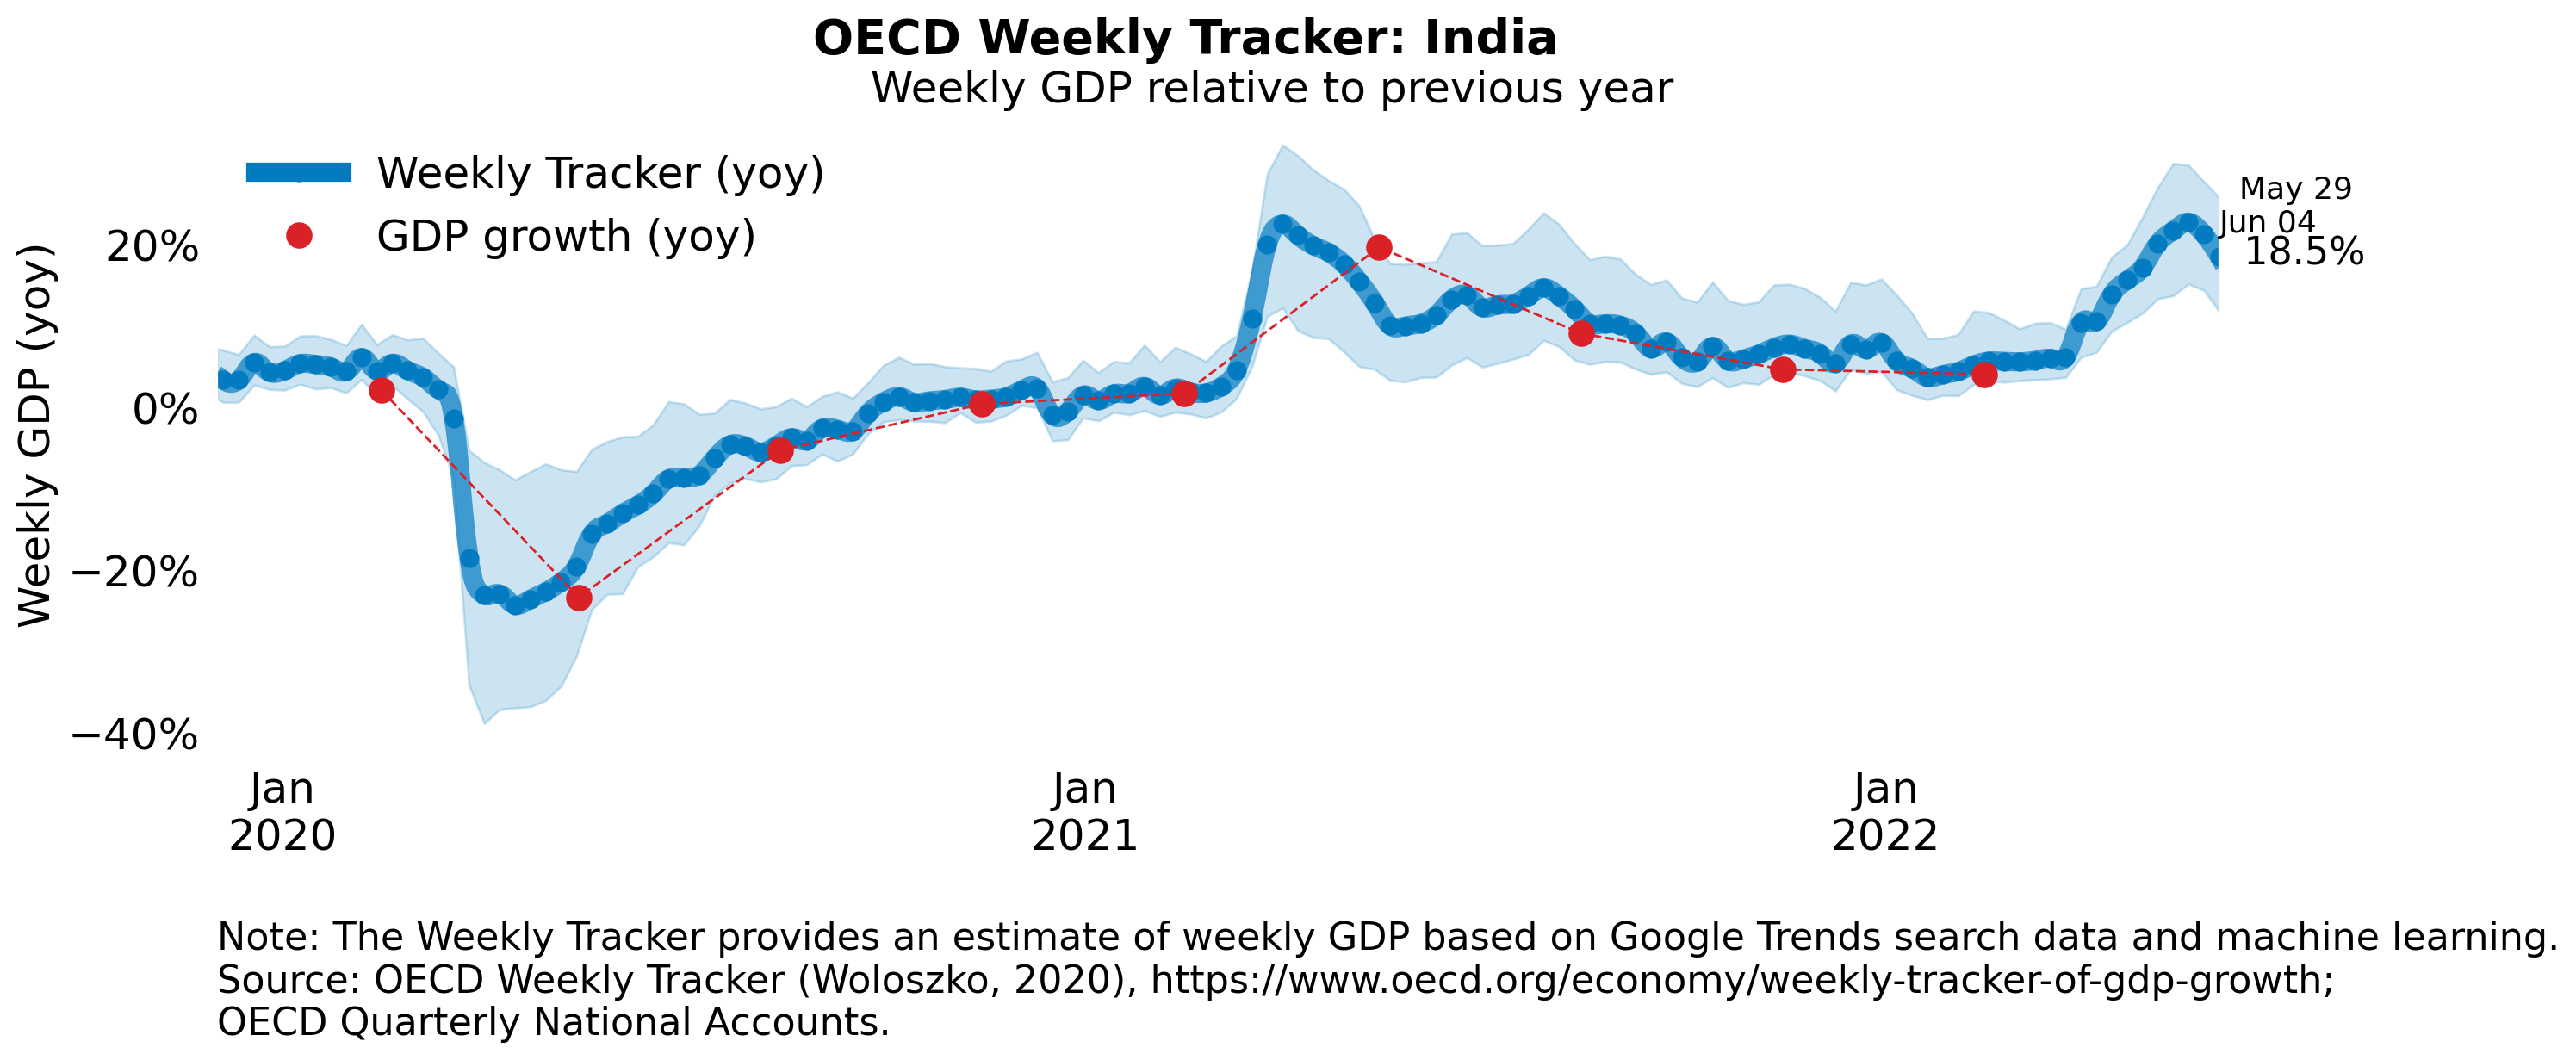 OECD Weekly Tracker: India
Weekly GDP relative to previous year
Weekly Tracker (yoy)
GDP growth (yoy)
Weekly GDP (yoy)
20%
0%
−20%
−40%
May 29
Jun 04
18.5%
Jan
2020
Jan
2021
Jan
2022
Note: The Weekly Tracker provides an estimate of weekly GDP based on Google Trends search data and machine learning.
Source: OECD Weekly Tracker (Woloszko, 2020), https://www.oecd.org/economy/weekly-tracker-of-gdp-growth;
OECD Quarterly National Accounts.